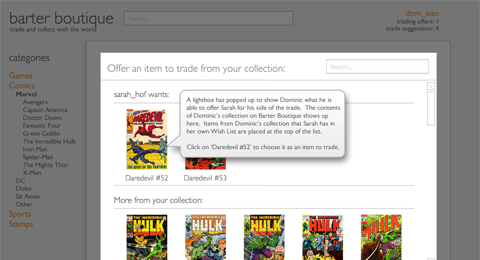 barter boutique
trade and collect with the world
Search...
dom_ivan
trading offers: 1
trade suggestions: 4
categories
Games
Comics
Marvel
Avengers
Captain America
Doctor Doom
Fantastic Four
Green Goblin
The Incredible Hulk
Iron Man
Spider-Man
The Mighty Thor
X-Men
DC
Other
Sports
Stamps
Offer an item to trade from your collection:
Search...
sarah_hof wants:
A lightbox has popped up to show Dominic what he is
able to offer Sarah for his side of the trade. The contents
of Dominic's collection on Barter Boutique shows up
here. Items from Dominic's collection that Sarah has in
her own Wish List are placed at the top of the list.
Click on 'Daredevil #52' to choose it as an item to trade.
Daredevil #52
Daredevil #53
More from your collection:
HULK
HULK
HULK
HULK
HULK